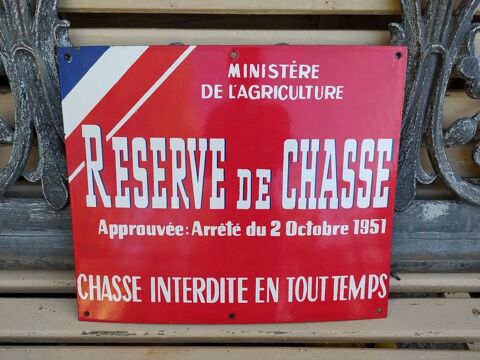 MINISTÈRE
DE L'AGRICULTURE
RESERVE DE CHASSE
Approuvée: Arrêté du 2 Octobre 1951
CHASSE INTERDITE EN TOUT TEMPS